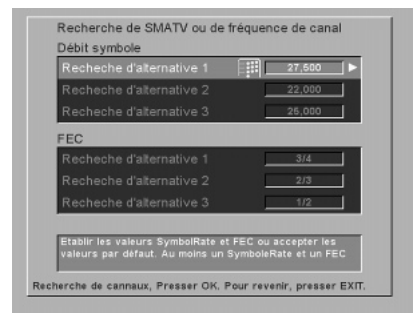 Recherche de SMATV ou de fréquence de canal
Débit symbole
Recheche d'alternative 1 27,500
Recheche d'alternative 2 22,000
Recheche d'alternative 3 25,000
FEC
Recheche d'alternative 1 3/4
Recheche d'alternative 2 2/3
Recheche d'alternative 3 1/2
Etablir les valeurs SymbolRate et FEC ou accepter les
valeurs par défaut. Au moins un SymboleRate et un FEC
Recherche de cannaux, Presser OK. Pour revenir, presser EXIT.